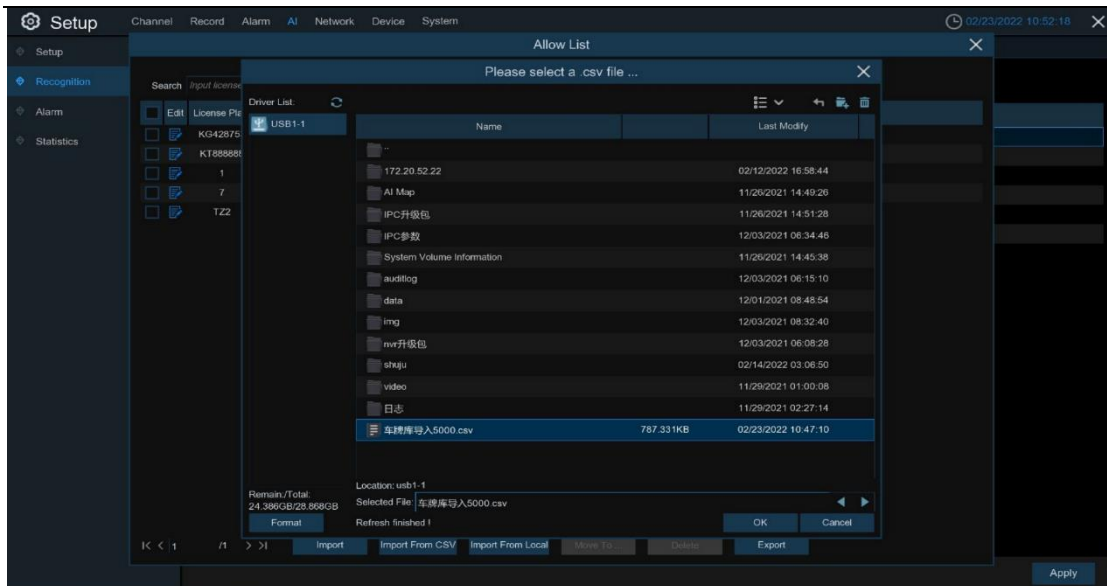 Setup Channel Record Alarm AI Network Device System 02/23/2022 10:52:18
Setup
Recognition
Alarm
Statistics
Allow List
Search Input license
Edit License Pla
KG42875
KT888888
1
7
TZ2
Please select a .csv file ...
Driver List:
USB1-1
Name Last Modify
..
172.20.52.22 02/12/2022 16:58:44
AI Map 11/26/2021 14:49:26
IPC升级包 11/26/2021 14:51:28
IPC参数 12/03/2021 06:34:46
System Volume Information 11/26/2021 14:45:38
auditlog 12/03/2021 06:15:10
data 12/01/2021 08:48:54
img 12/03/2021 08:32:40
nvr升级包 12/03/2021 06:08:28
shuju 02/14/2022 03:06:50
video 11/29/2021 01:00:08
日志 11/29/2021 02:27:14
车牌库导入5000.csv 787.331KB 02/23/2022 10:47:10
Location: usb1-1
Remain./Total:
24.386GB/28.868GB
Selected File: 车牌库导入5000.csv
Format Refresh finished ! OK Cancel
1 /1 Import Import From CSV Import From Local Move To ... Delete Export
Apply